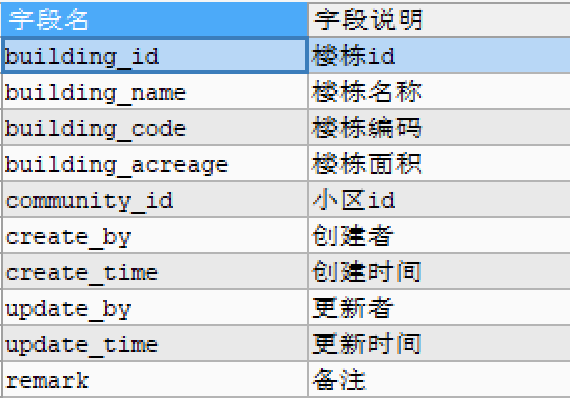 字段名 字段说明
building_id 楼栋id
building_name 楼栋名称
building_code 楼栋编码
building_acreage 楼栋面积
community_id 小区id
create_by 创建者
create_time 创建时间
update_by 更新者
update_time 更新时间
remark 备注